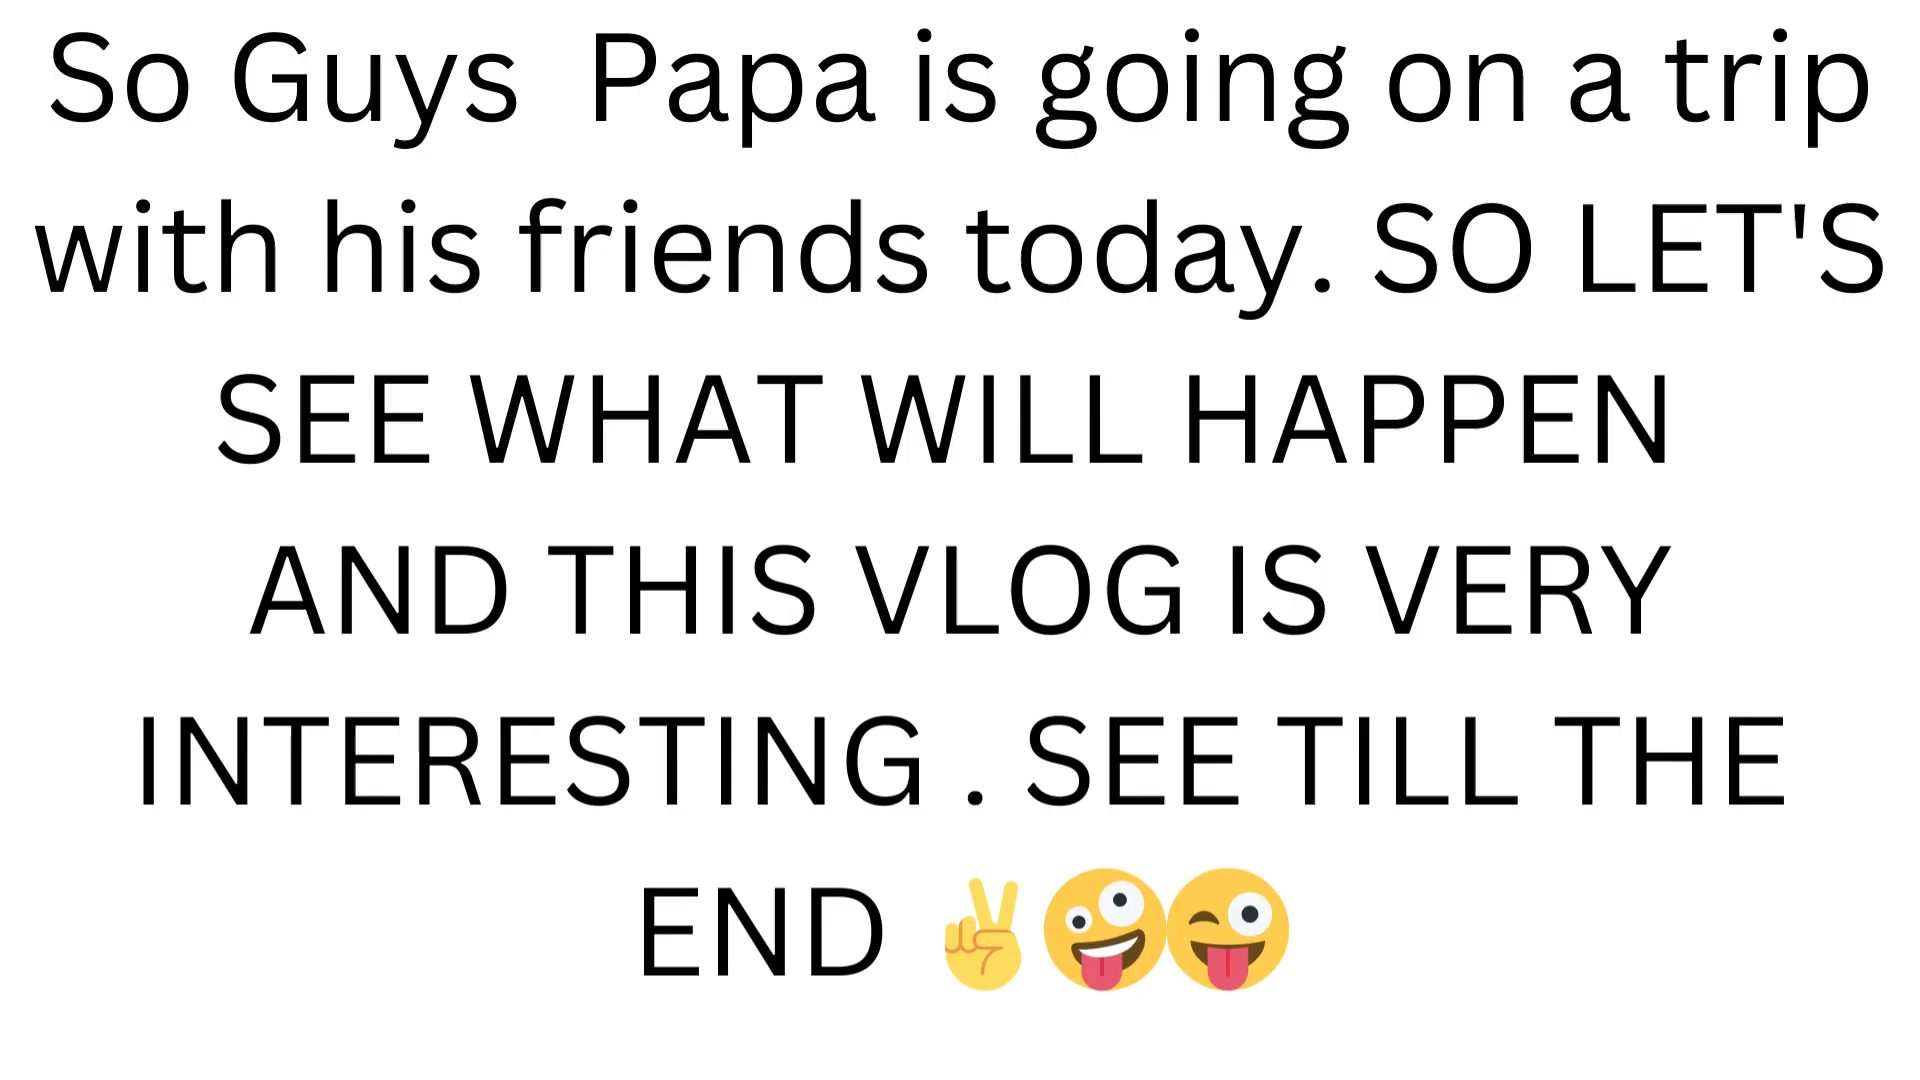 So Guys  Papa is going on a trip
with his friends today. SO LET'S
SEE WHAT WILL HAPPEN
AND THIS VLOG IS VERY
INTERESTING . SEE TILL THE
END ✌🤪😜